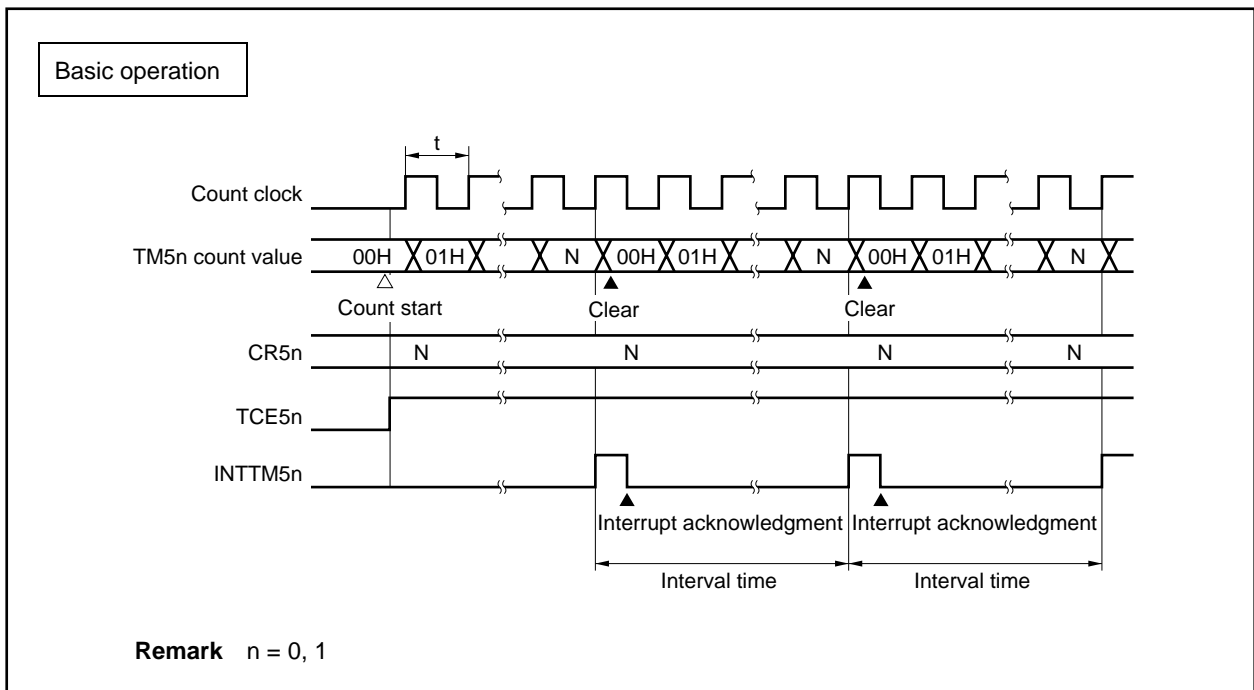 Basic operation
t
Count clock
TM5n count value 00H 01H N 00H 01H N 00H 01H N
Count start Clear Clear
CR5n N N N N
TCE5n
INTTM5n
Interrupt acknowledgment Interrupt acknowledgment
Interval time Interval time
Remark n = 0, 1